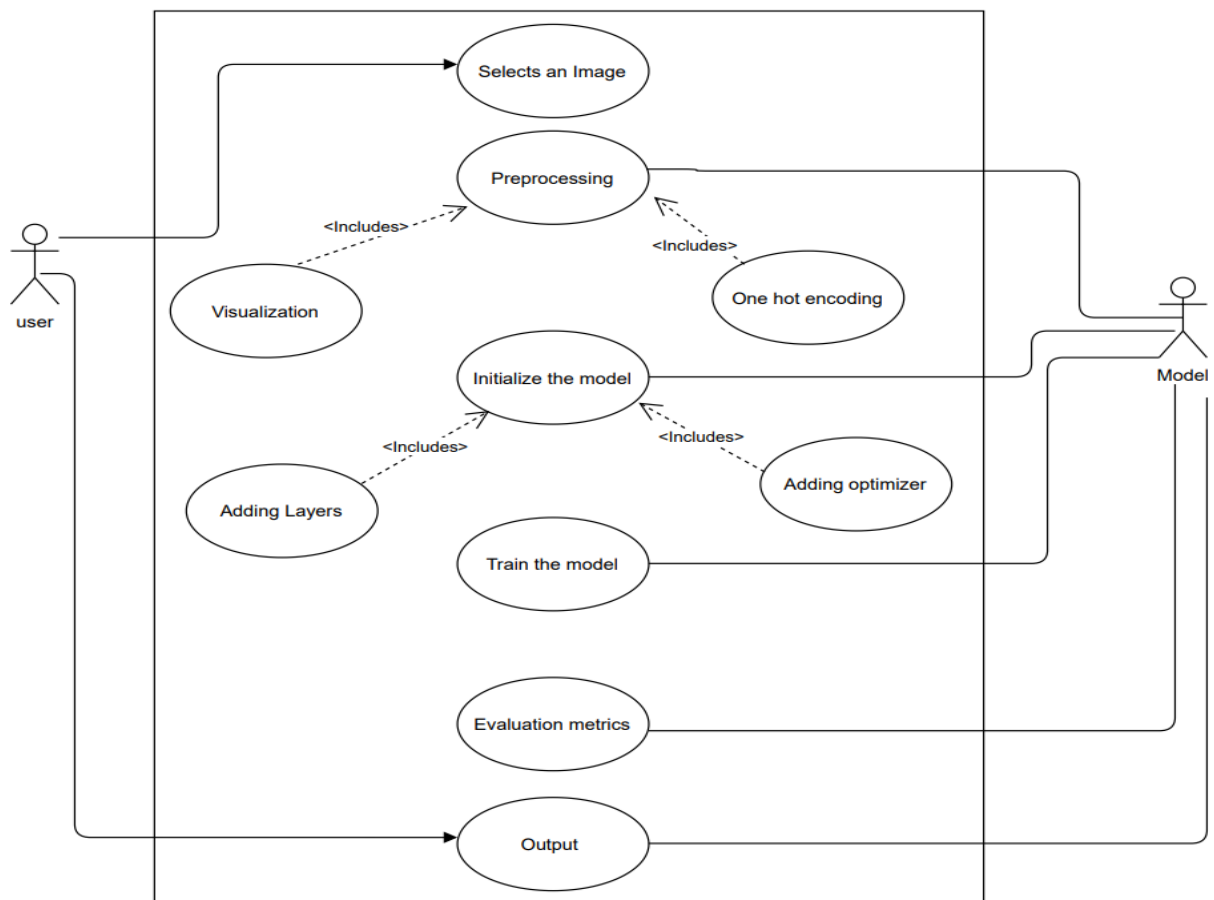 Selects an Image
Preprocessing
<Includes>
<Includes>
Visualization
One hot encoding
user
Initialize the model
Model
<Includes>
<Includes>
Adding Layers
Adding optimizer
Train the model
Evaluation metrics
Output